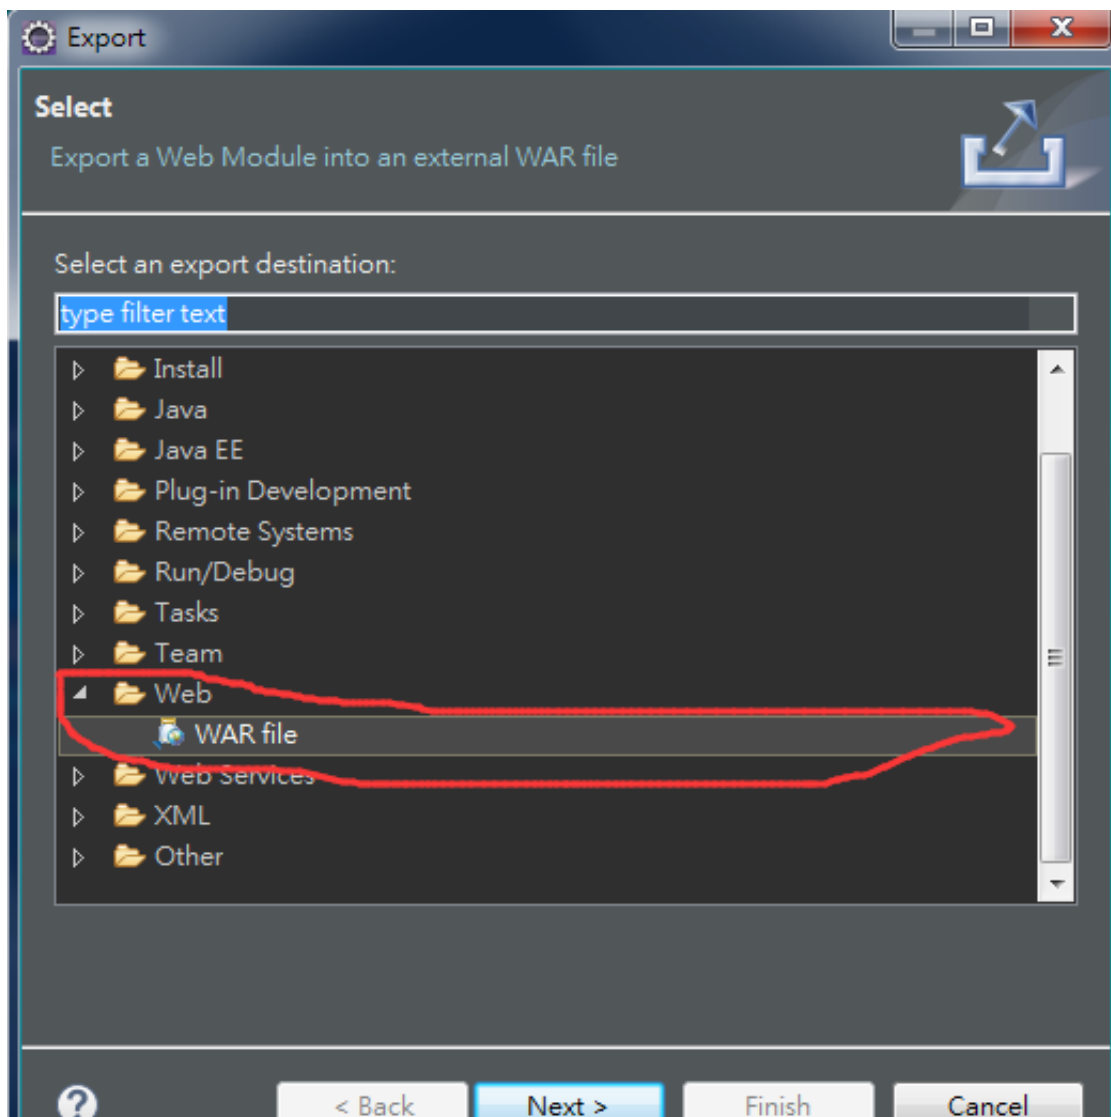 Export
Select
Export a Web Module into an external WAR file
Select an export destination:
type filter text
Install
Java
Java EE
Plug-in Development
Remote Systems
Run/Debug
Tasks
Team
Web
WAR file
Web Services
XML
Other
? < Back Next > Finish Cancel